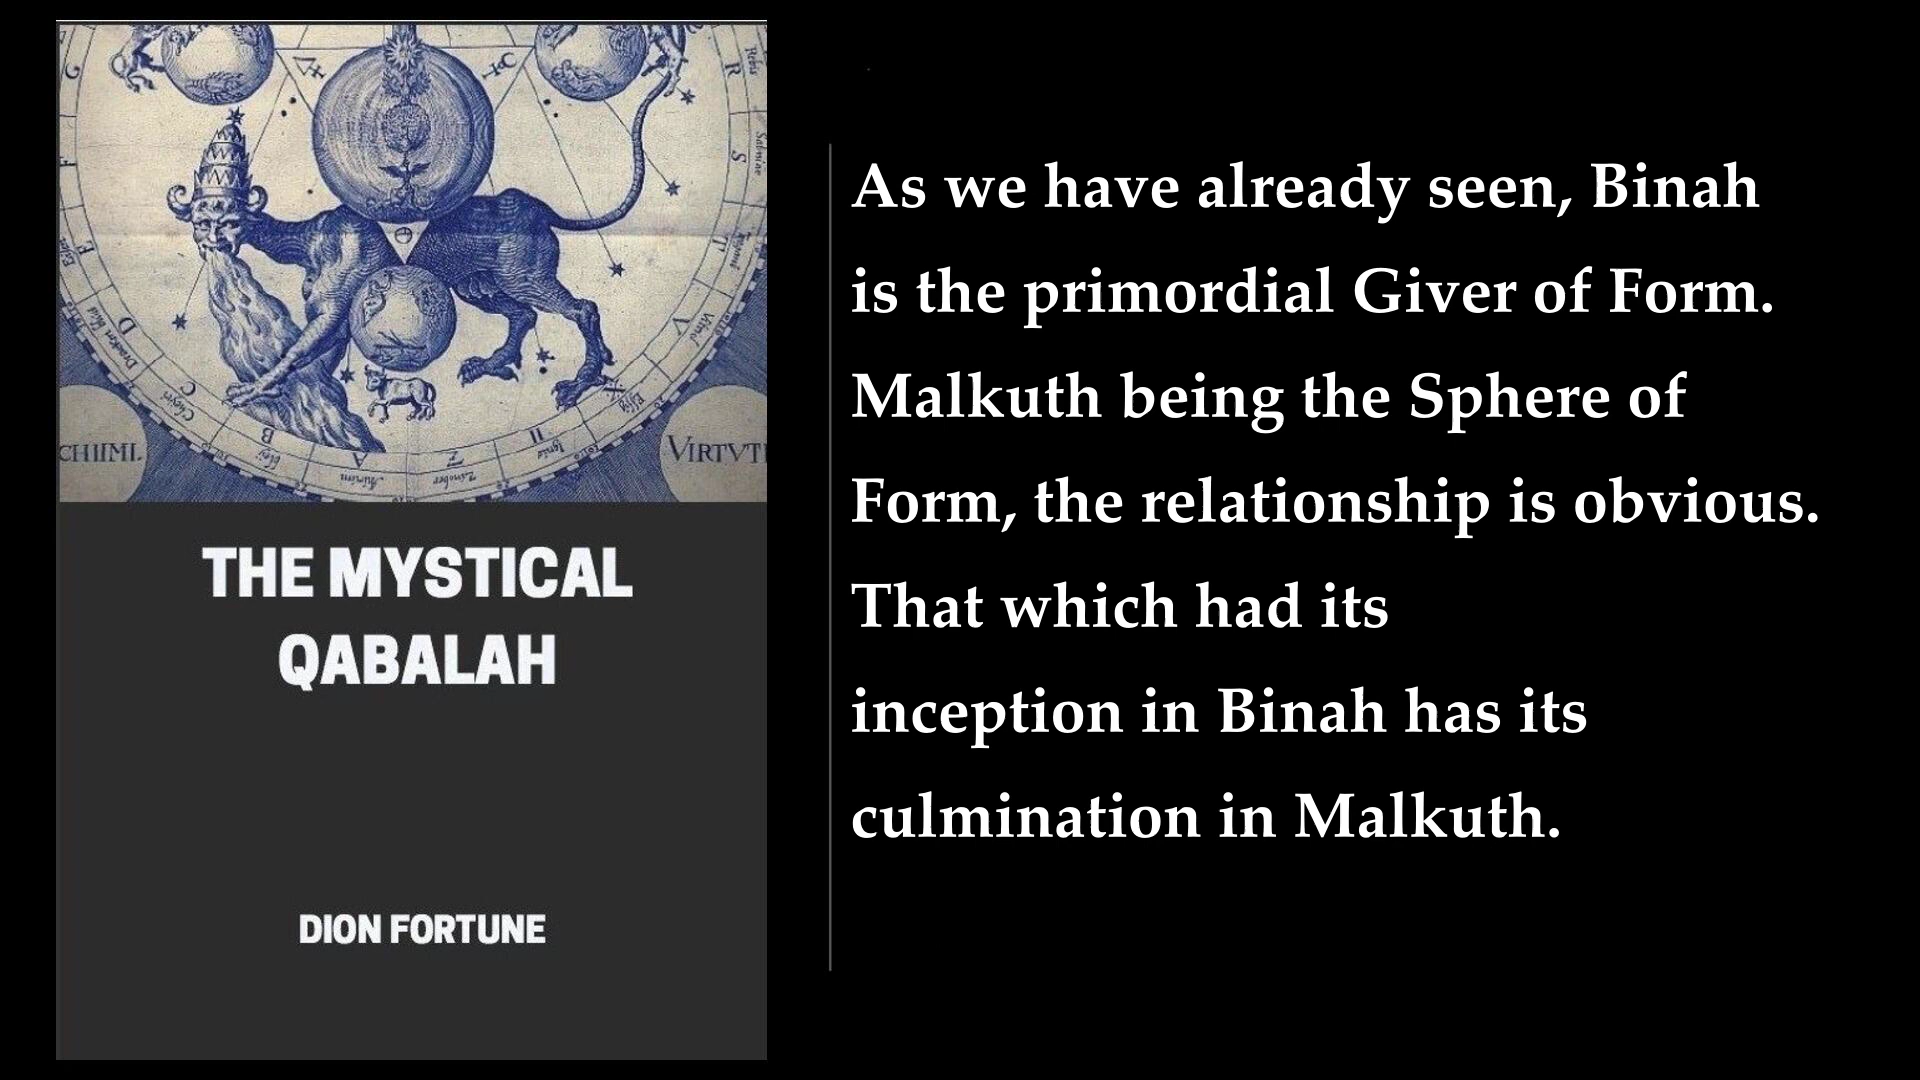 CHIIMI.
VIRTVTI
THE MYSTICAL
QABALAH
DION FORTUNE
As we have already seen, Binah
is the primordial Giver of Form.
Malkuth being the Sphere of
Form, the relationship is obvious.
That which had its
inception in Binah has its
culmination in Malkuth.